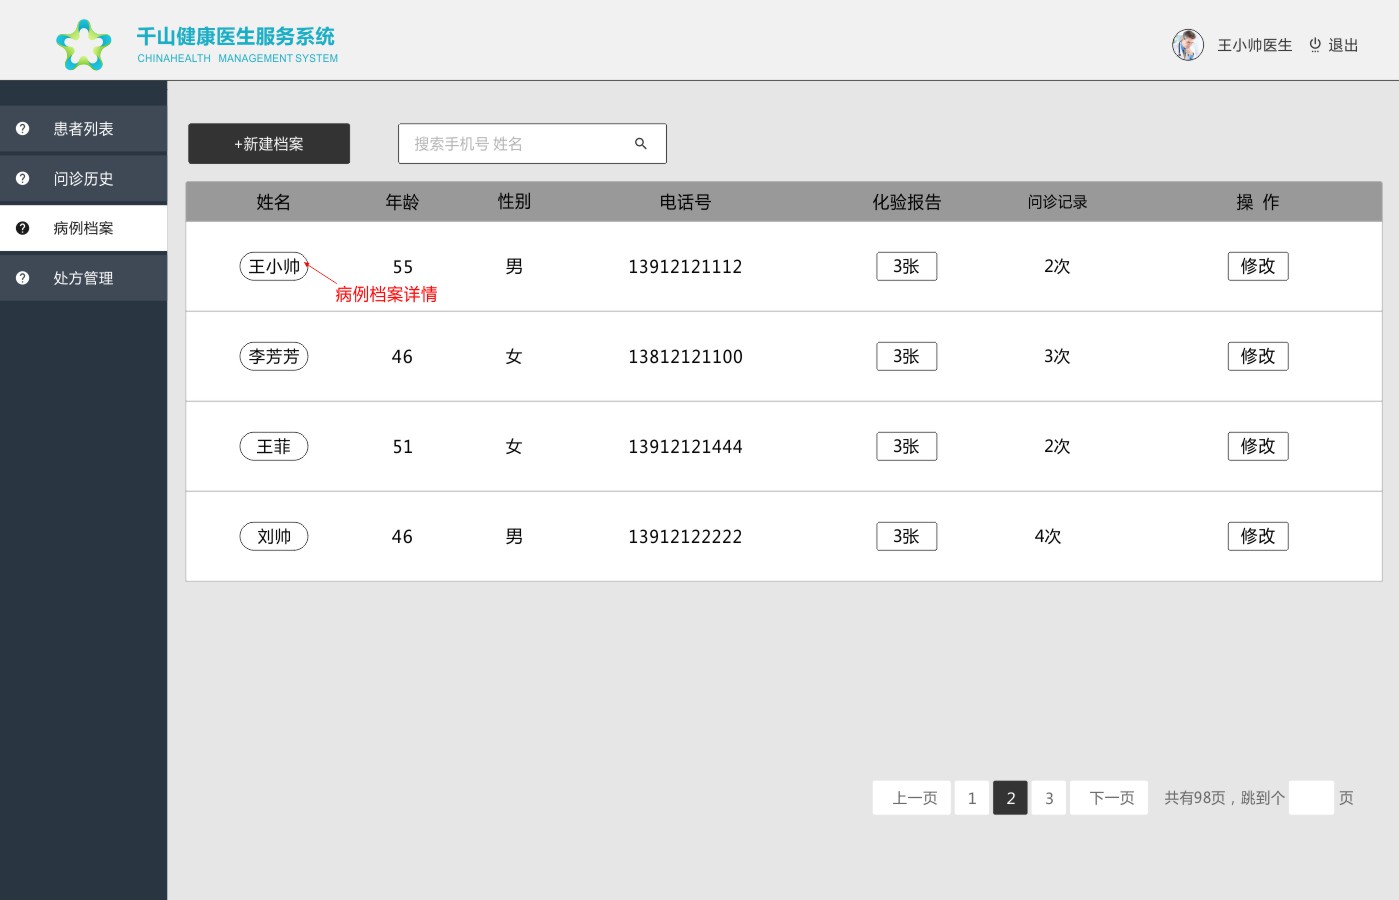 千山健康医生服务系统
CHINAHEALTH MANAGEMENT SYSTEM
王小帅医生 退出
患者列表
问诊历史
病例档案
处方管理
+新建档案 搜索手机号 姓名
姓名 年龄 性别 电话号 化验报告 问诊记录 操 作
王小帅 55 男 13912121112 3张 2次 修改
病例档案详情
李芳芳 46 女 13812121100 3张 3次 修改
王菲 51 女 13912121444 3张 2次 修改
刘帅 46 男 13912122222 3张 4次 修改
上一页 1 2 3 下一页 共有98页，跳到个 页